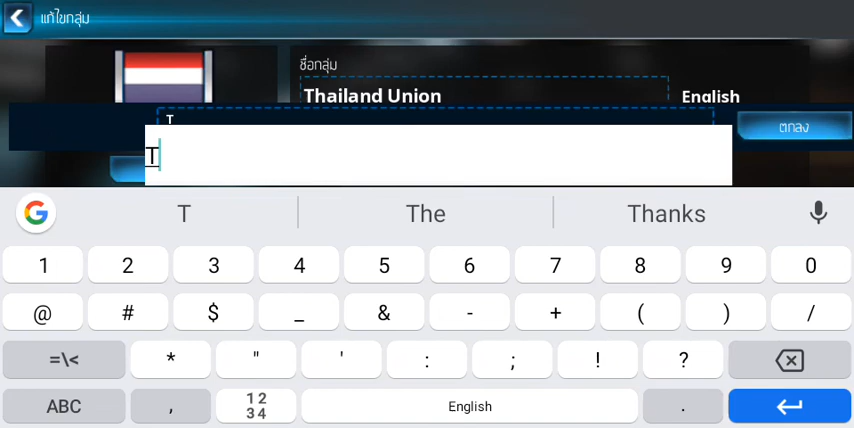 แก้ไขกลุ่ม
ชื่อกลุ่ม
Thailand Union
English
T
ตกลง
T
T The Thanks
1 2 3 4 5 6 7 8 9 0
@ # $ _ & - + ( ) /
=\< * " ' : ; ! ?
ABC , 12 34 English .